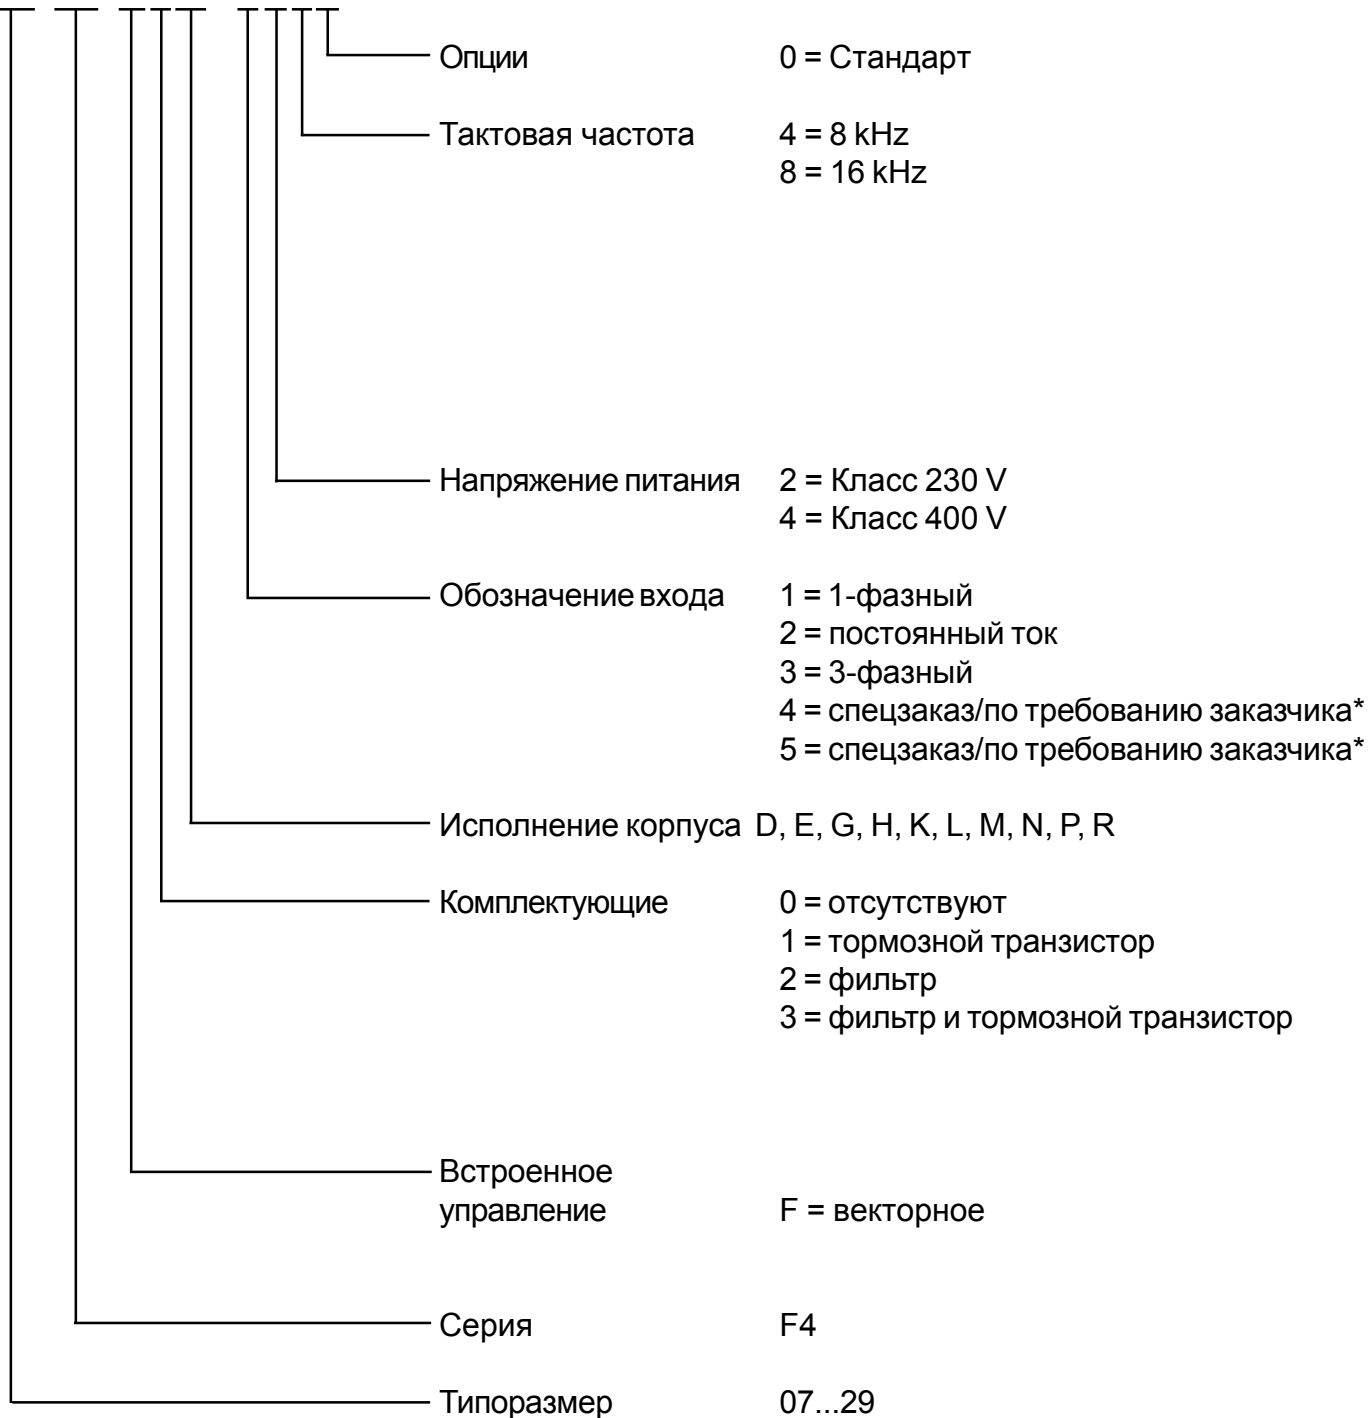 Опции 0 = Стандарт
Тактовая частота 4 = 8 kHz
8 = 16 kHz
Напряжение питания 2 = Класс 230 V
4 = Класс 400 V
Обозначение входа 1 = 1-фазный
2 = постоянный ток
3 = 3-фазный
4 = спецзаказ/по требованию заказчика*
5 = спецзаказ/по требованию заказчика*
Исполнение корпуса D, E, G, H, K, L, M, N, P, R
Комплектующие 0 = отсутствуют
1 = тормозной транзистор
2 = фильтр
3 = фильтр и тормозной транзистор
Встроенное
управление F = векторное
Серия F4
Типоразмер 07...29